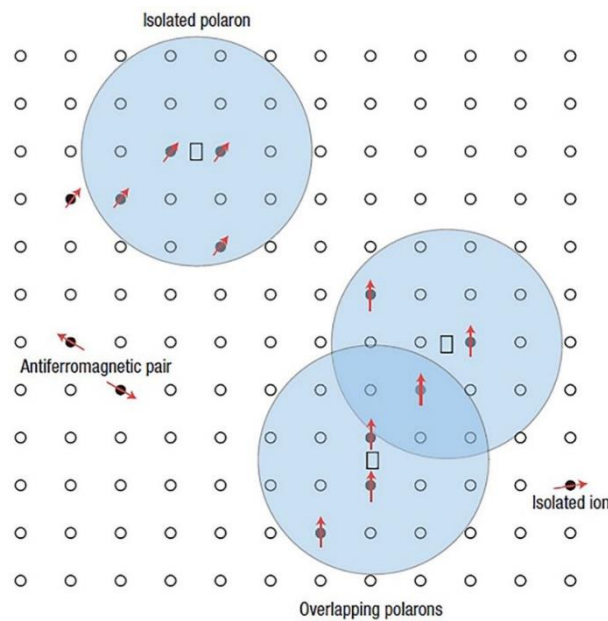 Isolated polaron
Antiferromagnetic pair
Isolated ion
Overlapping polarons